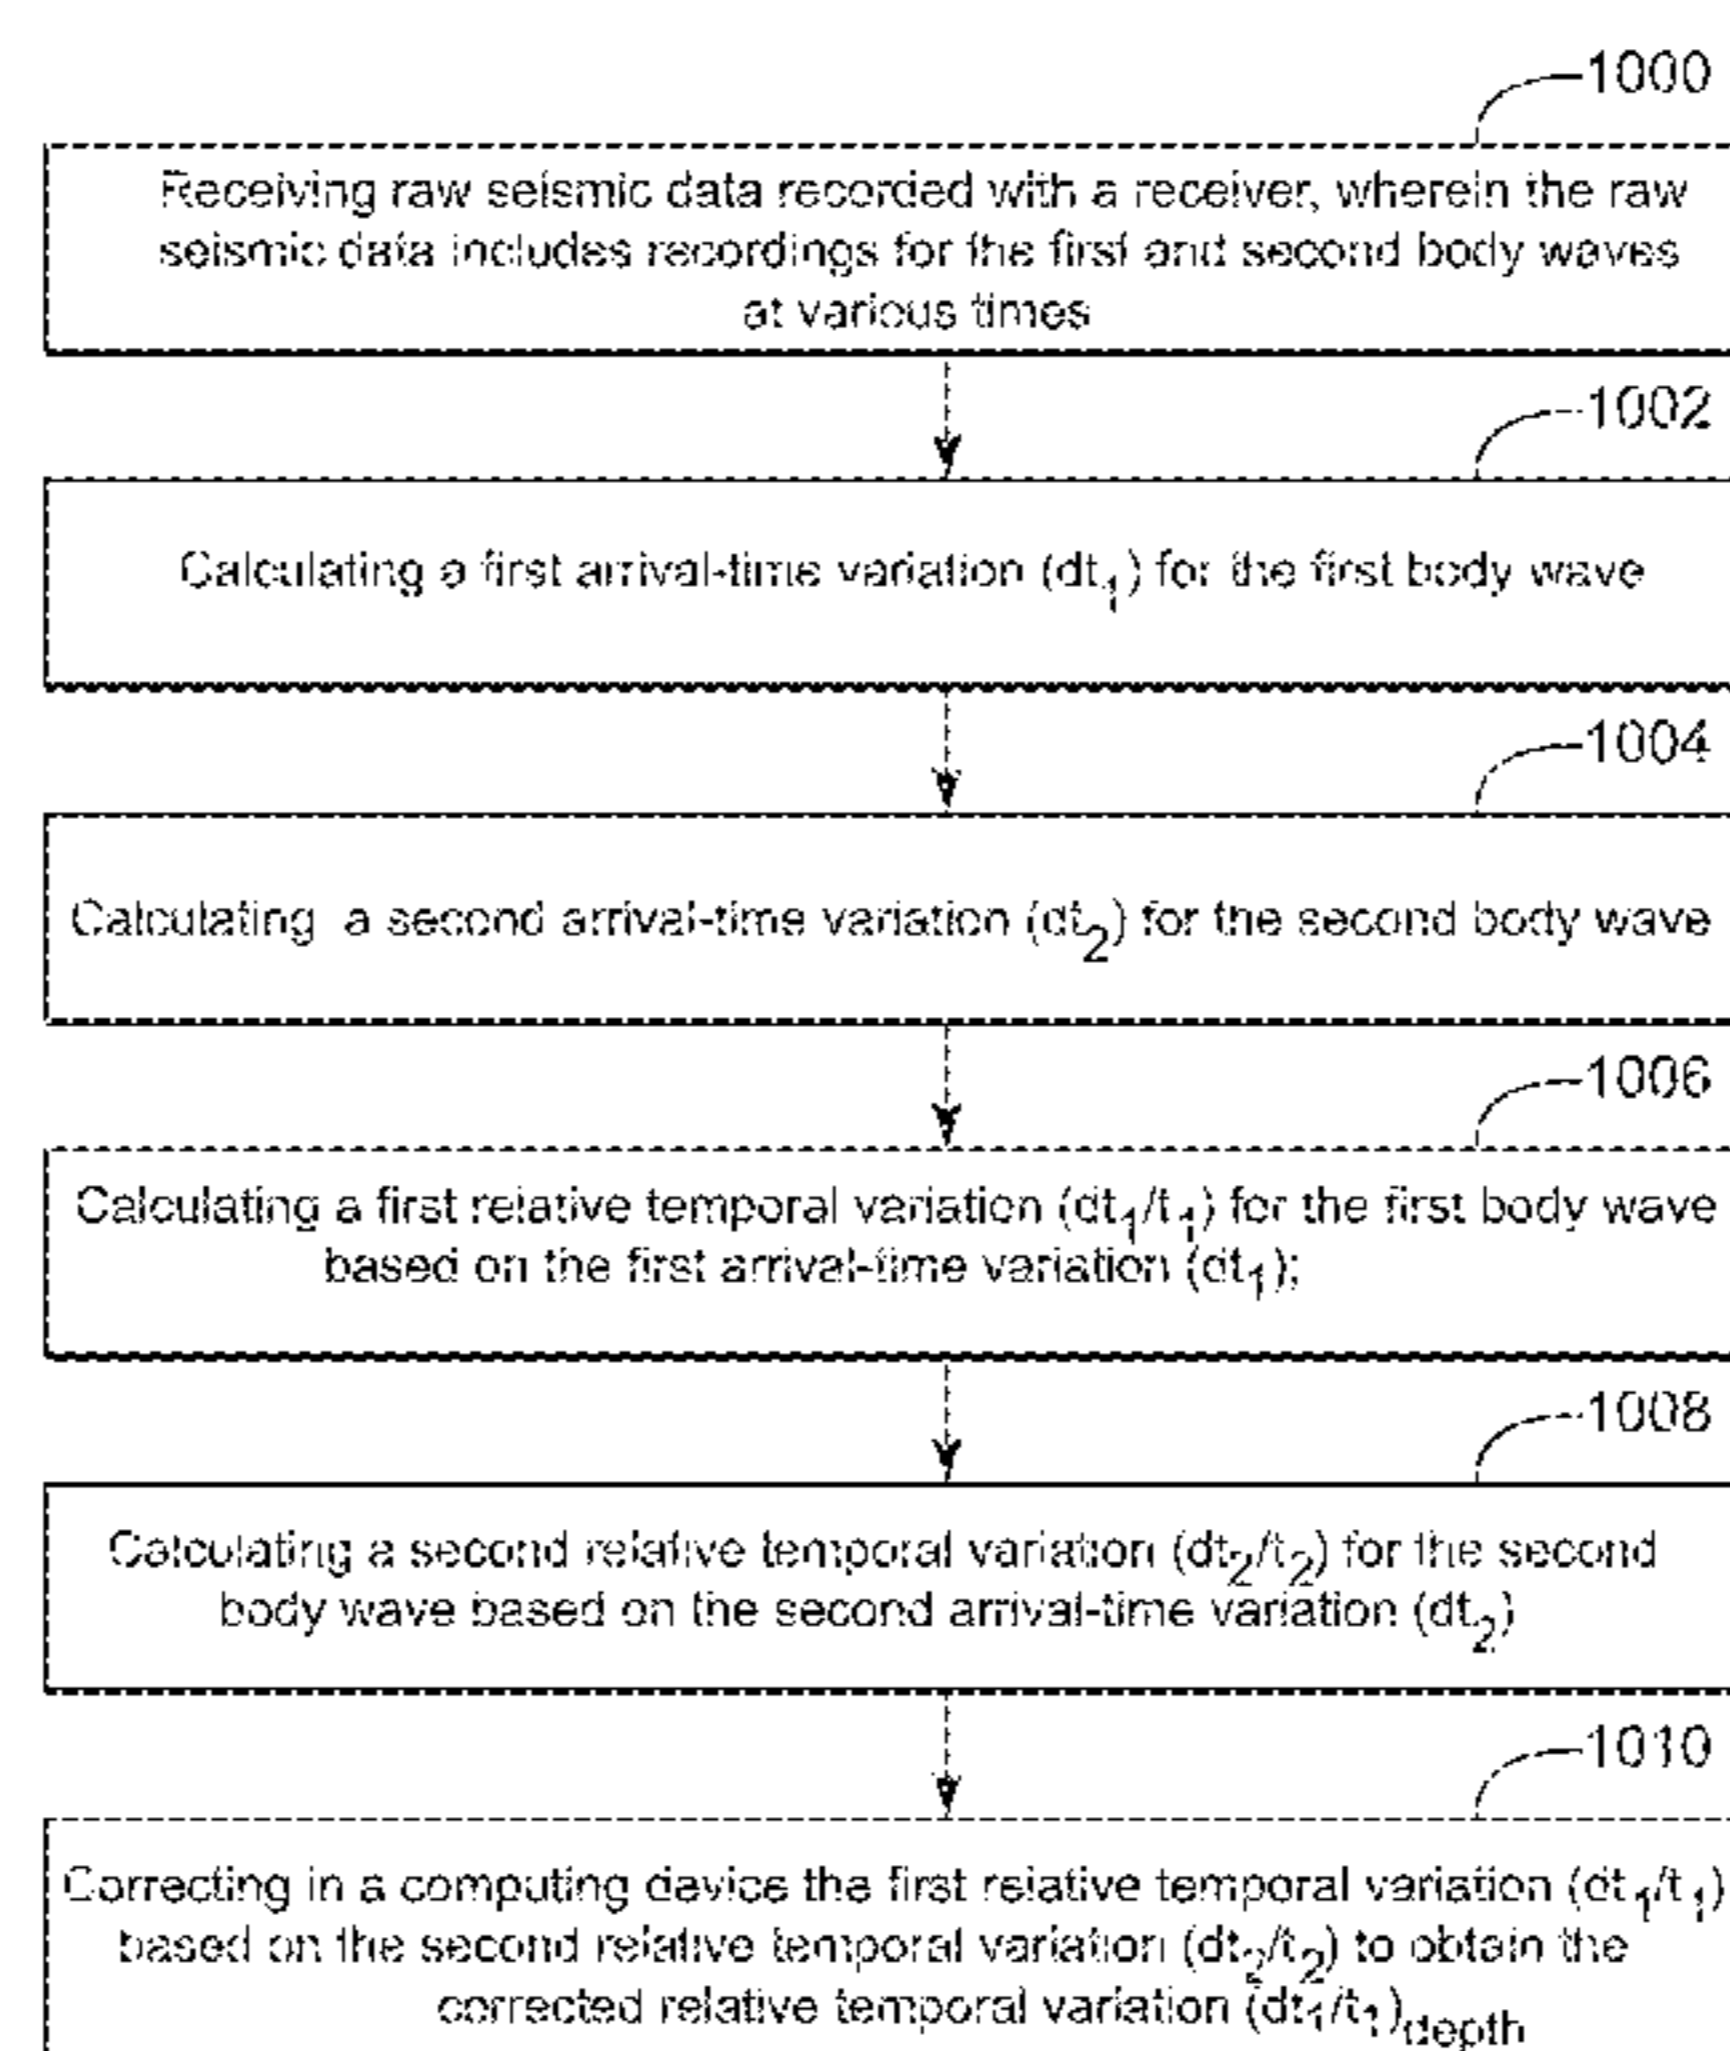 1000
Receiving raw seismic data recorded with a receiver, wherein the raw
seismic data includes recordings for the first and second body waves
at various times
1002
Calculating a first arrival-time variation (dt1) for the first body wave
1004
Calculating a second arrival-time variation (dt2) for the second body wave
1006
Calculating a first relative temporal variation (dt1/t1) for the first body wave
based on the first arrival-time variation (dt1);
1008
Calculating a second relative temporal variation (dt2/t2) for the second
body wave based on the second arrival-time variation (dt2)
1010
Correcting in a computing device the first relative temporal variation (dt1/t1)
based on the second relative temporal variation (dt2/t2) to obtain the
corrected relative temporal variation (dt1/t1)depth